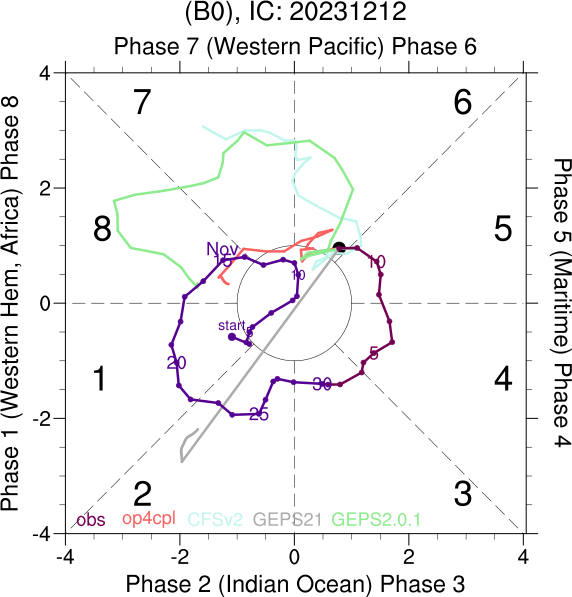 (B0), IC: 20231212
Phase 7 (Western Pacific) Phase 6
4
7
6
Phase 1 (Western Hem, Africa) Phase 8
Phase 5 (Maritime) Phase 4
2
8
5
Nov
15
10
10
0
start
5
5
20
1
4
30
-2
25
2
3
obs
op4cpl
CFSv2
GEPS21
GEPS2.0.1
-4
-4
-2
0
2
4
Phase 2 (Indian Ocean) Phase 3